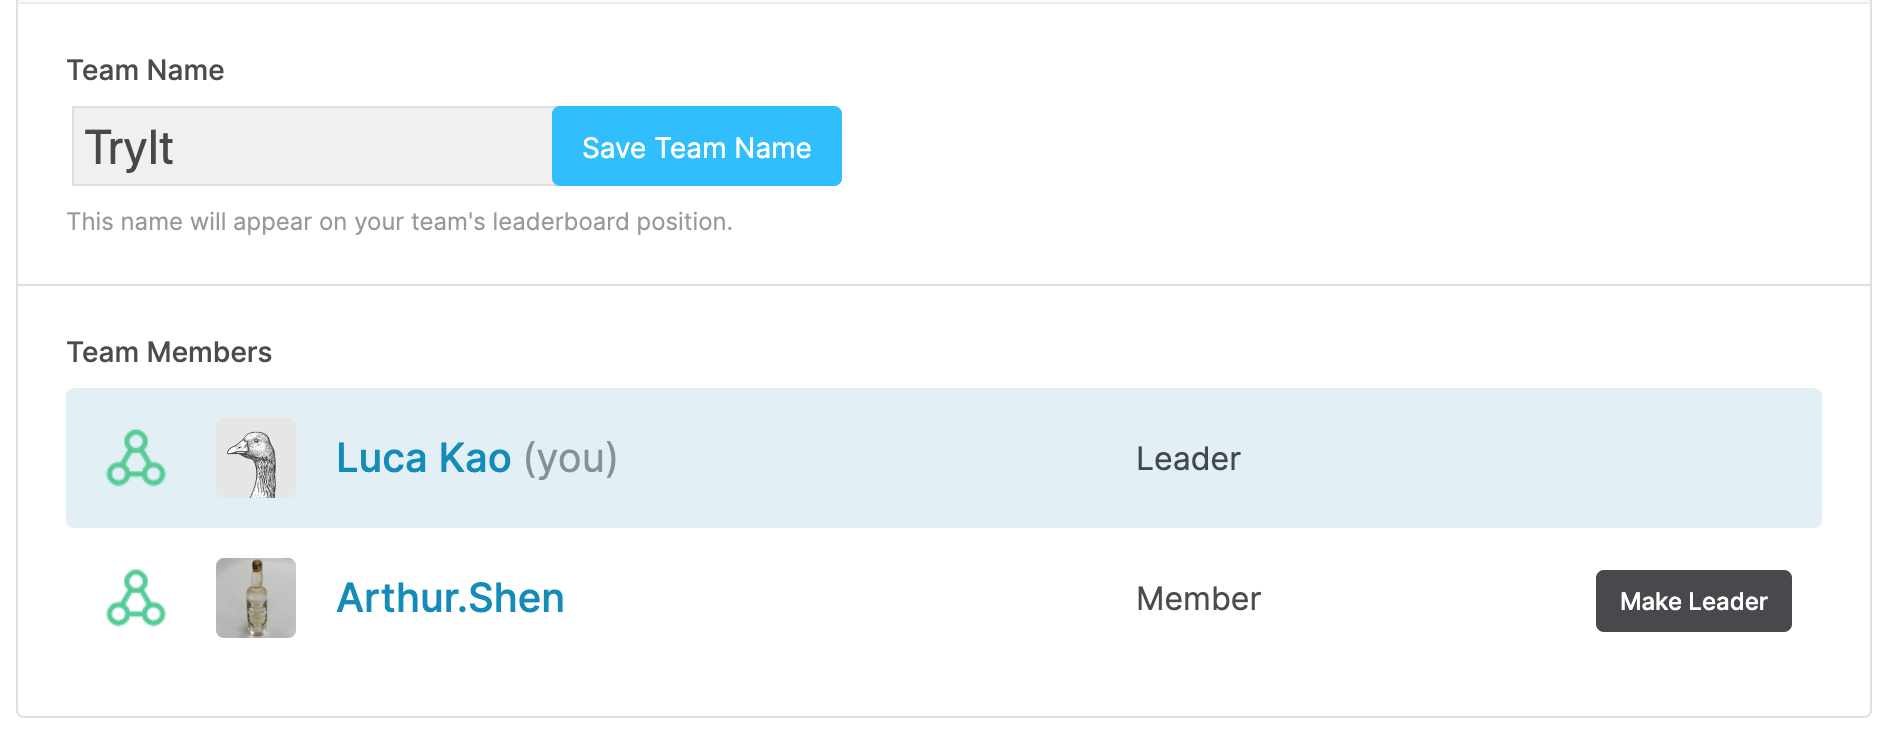 Team Name
TryIt
Save Team Name
This name will appear on your team's leaderboard position.
Team Members
Luca Kao (you) Leader
Arthur.Shen Member Make Leader